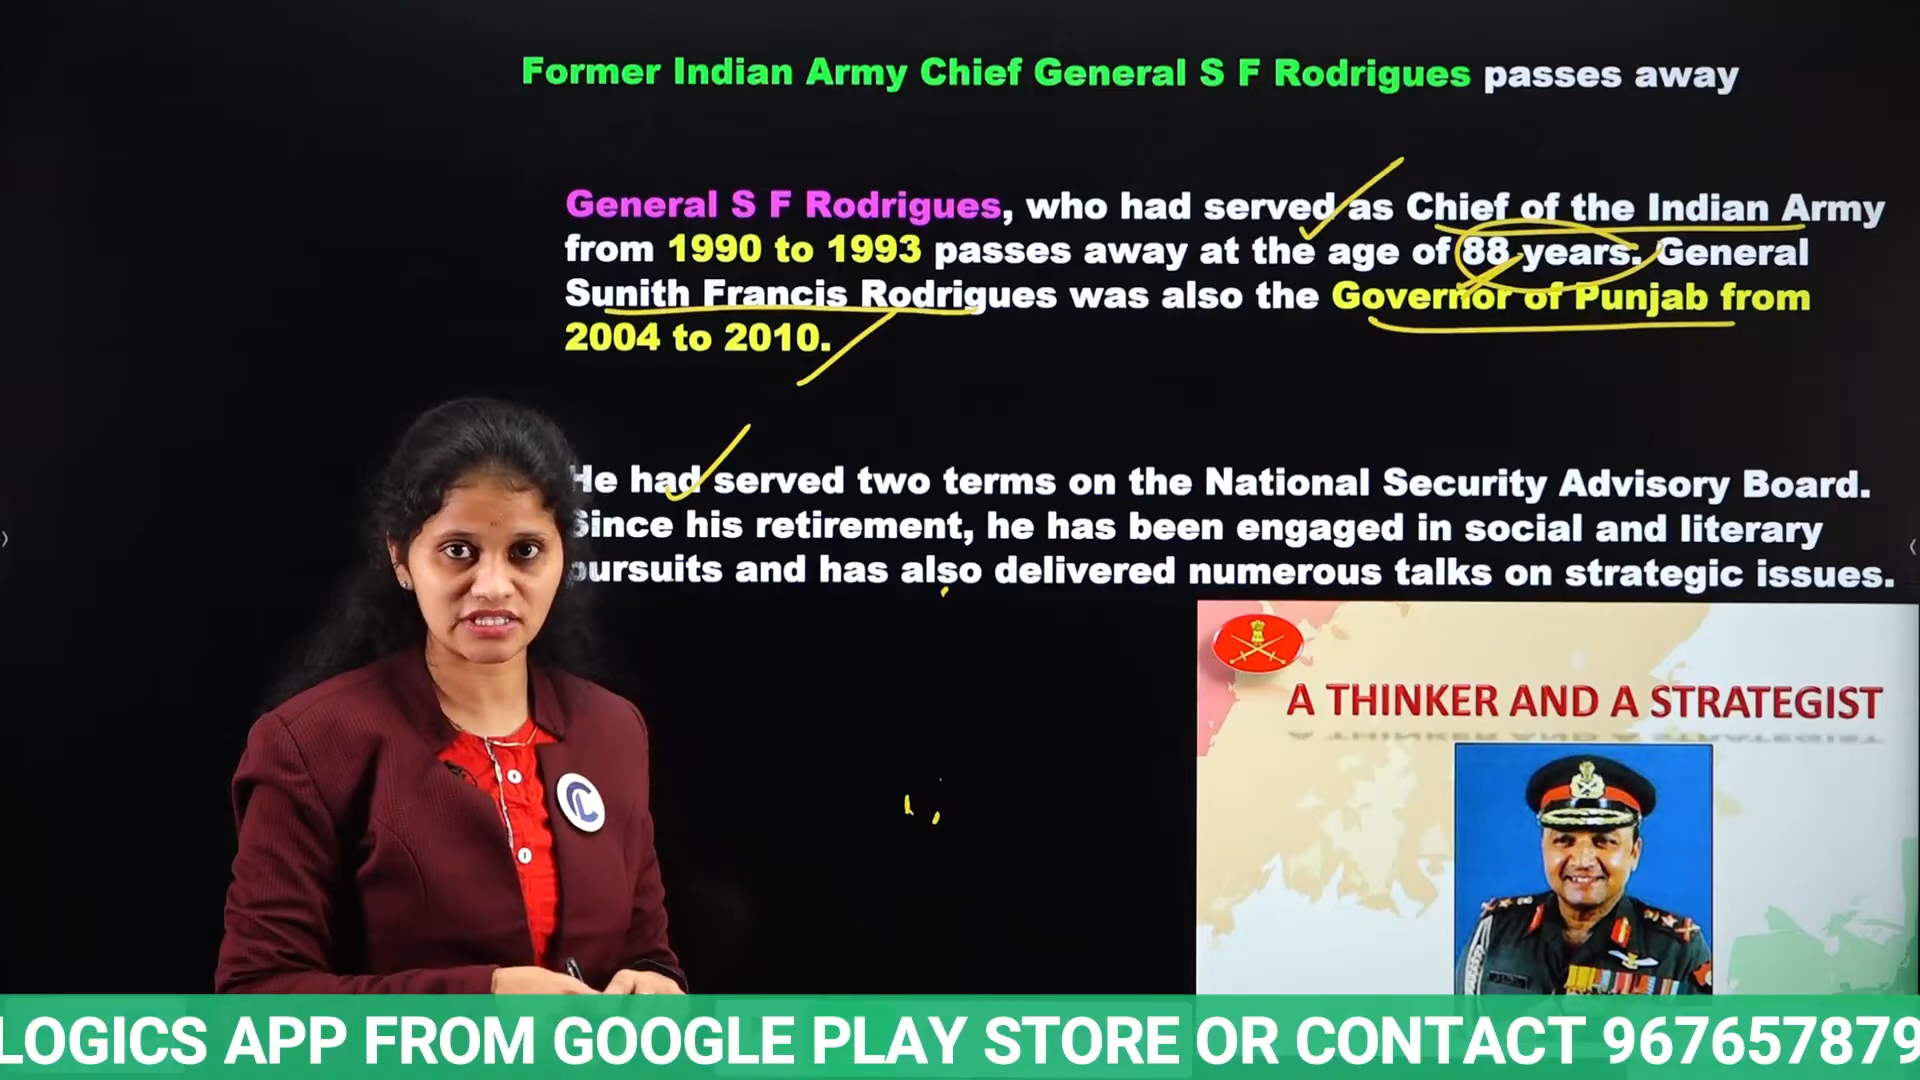 Former Indian Army Chief General S F Rodrigues passes away
General S F Rodrigues, who had served as Chief of the Indian Army
from 1990 to 1993 passes away at the age of 88 years. General
Sunith Francis Rodrigues was also the Governor of Punjab from
2004 to 2010.
He had served two terms on the National Security Advisory Board.
Since his retirement, he has been engaged in social and literary
pursuits and has also delivered numerous talks on strategic issues.
A THINKER AND A STRATEGIST
CL
LOGICS APP FROM GOOGLE PLAY STORE OR CONTACT 967657879